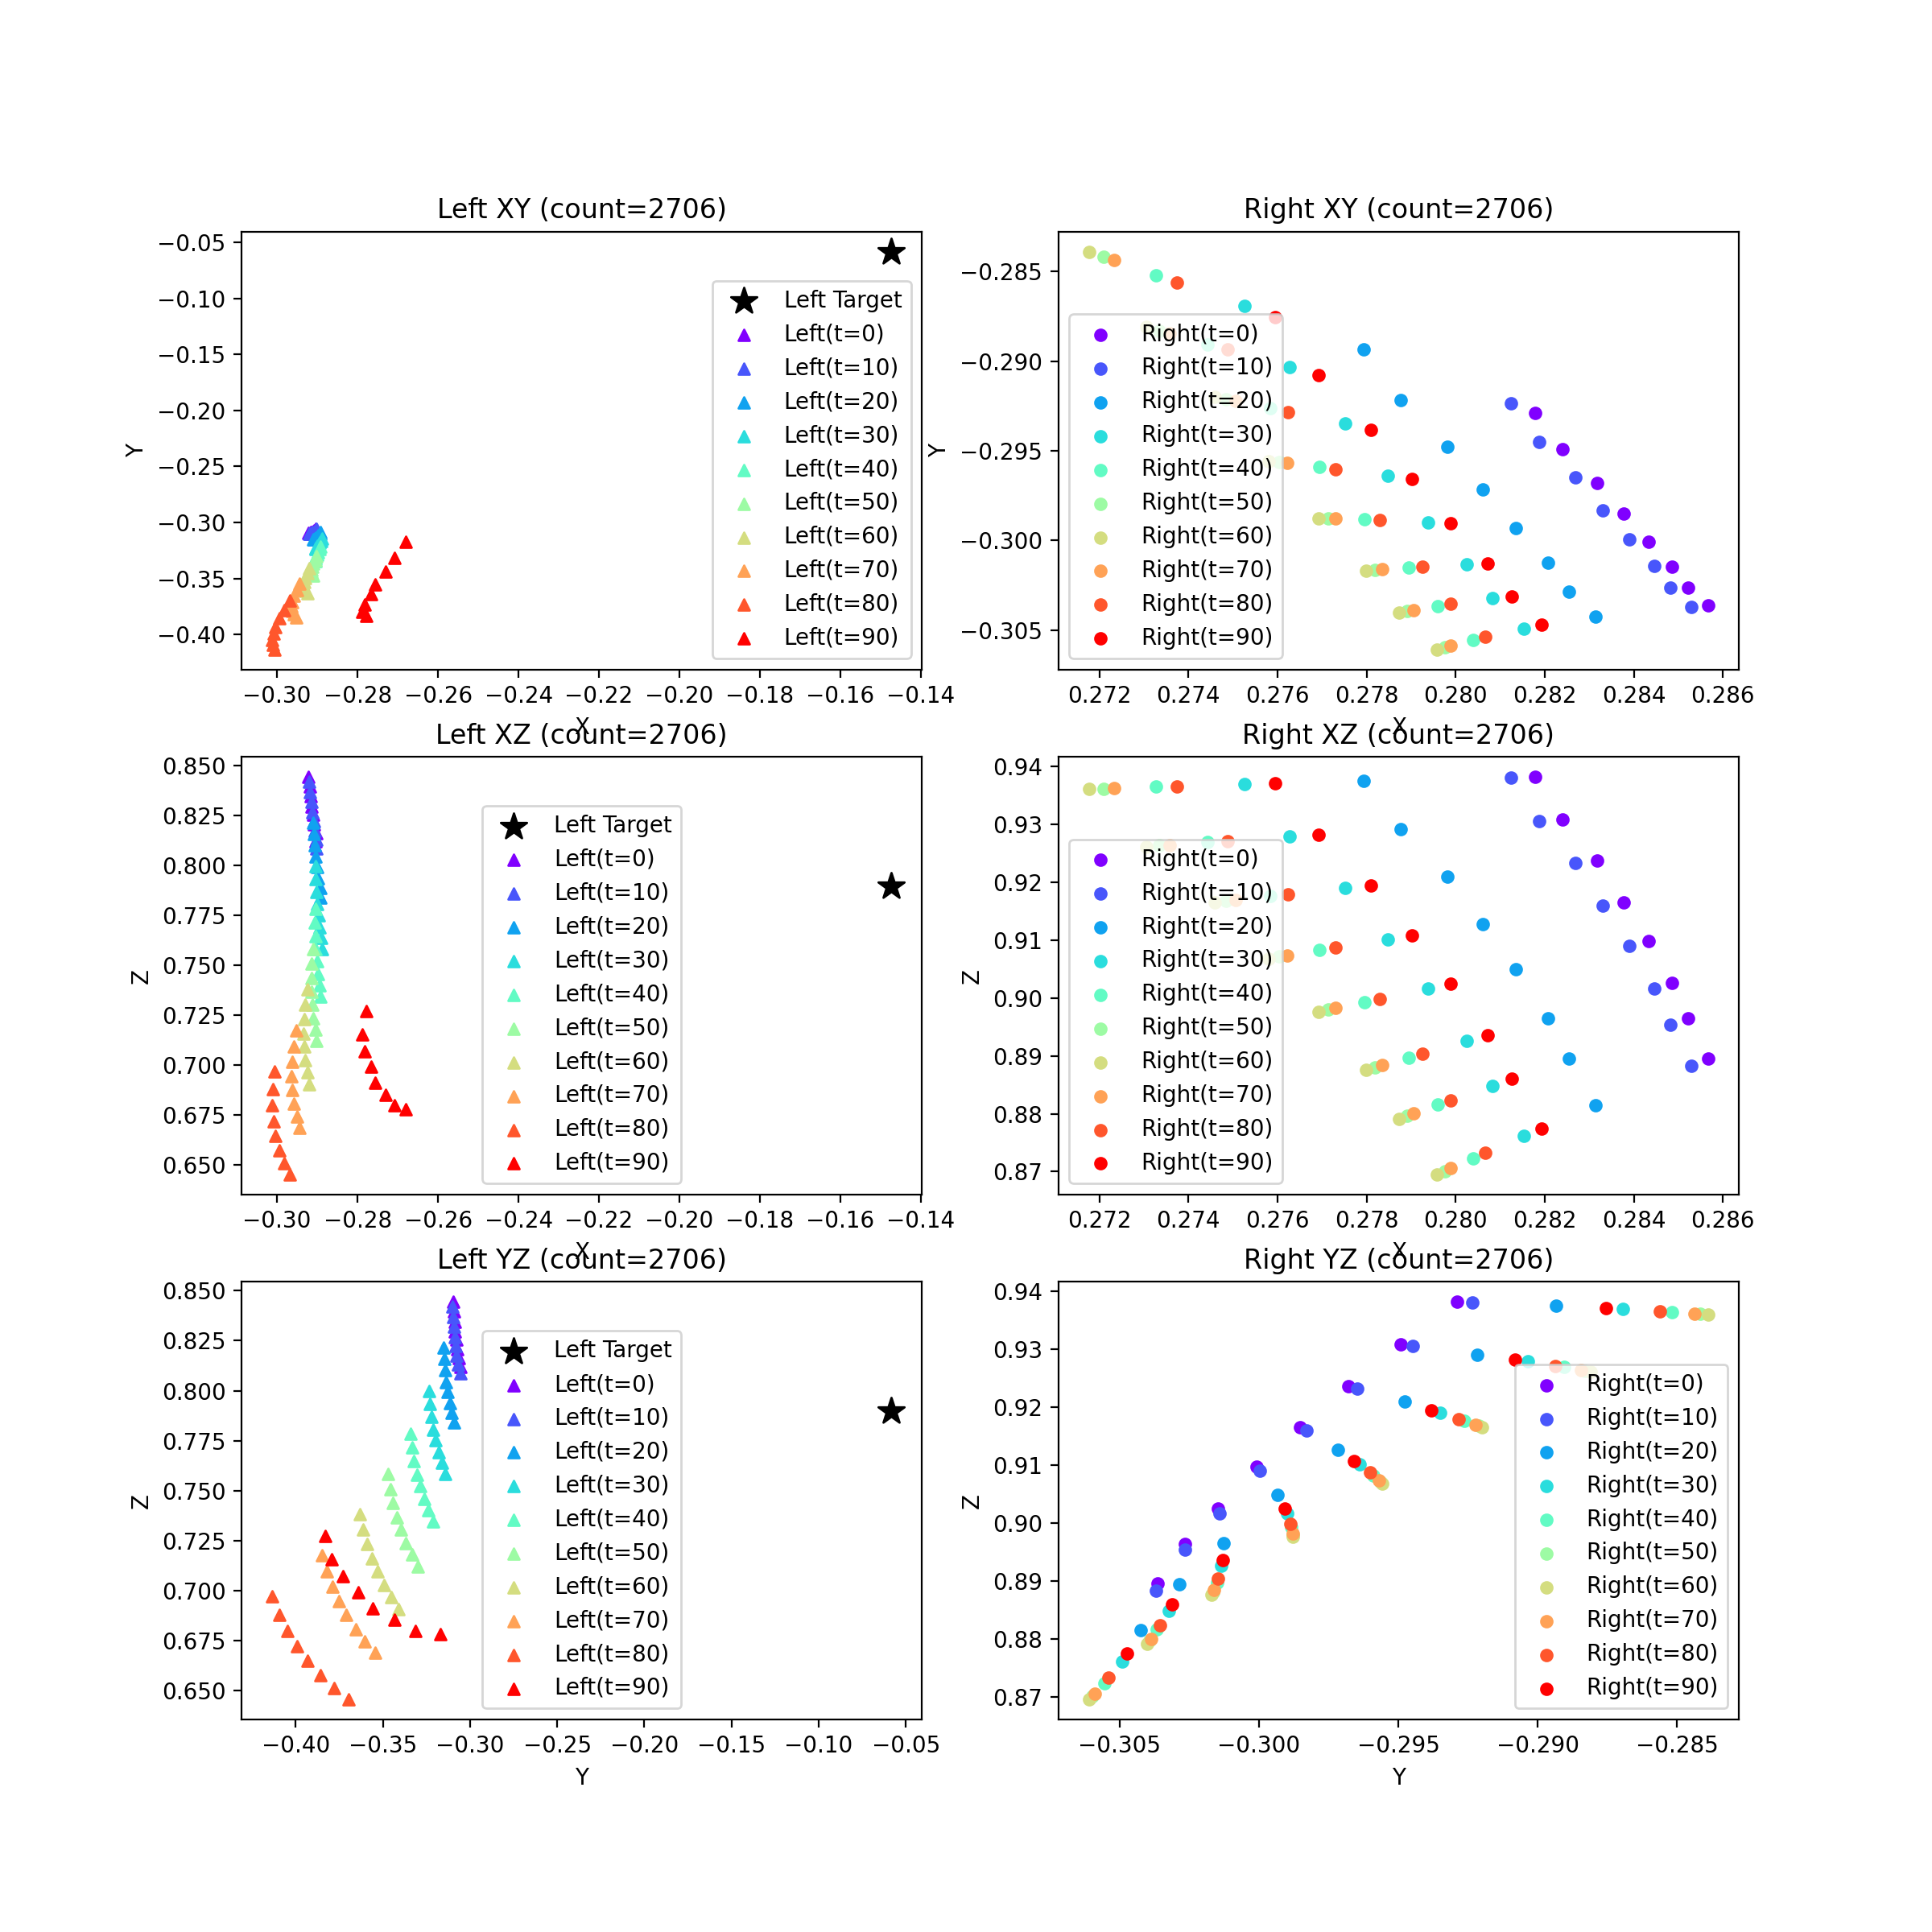 Left XY (count=2706)
Y
−0.05
−0.10
−0.15
−0.20
−0.25
−0.30
−0.35
−0.40
Left Target
Left(t=0)
Left(t=10)
Left(t=20)
Left(t=30)
Left(t=40)
Left(t=50)
Left(t=60)
Left(t=70)
Left(t=80)
Left(t=90)
−0.30 −0.28 −0.26 −0.24 −0.22 −0.20 −0.18 −0.16 −0.14
X
Right XY (count=2706)
Y
−0.285
−0.290
−0.295
−0.300
−0.305
Right(t=0)
Right(t=10)
Right(t=20)
Right(t=30)
Right(t=40)
Right(t=50)
Right(t=60)
Right(t=70)
Right(t=80)
Right(t=90)
0.272 0.274 0.276 0.278 0.280 0.282 0.284 0.286
X
Left XZ (count=2706)
Z
0.850
0.825
0.800
0.775
0.750
0.725
0.700
0.675
0.650
Left Target
Left(t=0)
Left(t=10)
Left(t=20)
Left(t=30)
Left(t=40)
Left(t=50)
Left(t=60)
Left(t=70)
Left(t=80)
Left(t=90)
−0.30 −0.28 −0.26 −0.24 −0.22 −0.20 −0.18 −0.16 −0.14
X
Right XZ (count=2706)
Z
0.94
0.93
0.92
0.91
0.90
0.89
0.88
0.87
Right(t=0)
Right(t=10)
Right(t=20)
Right(t=30)
Right(t=40)
Right(t=50)
Right(t=60)
Right(t=70)
Right(t=80)
Right(t=90)
0.272 0.274 0.276 0.278 0.280 0.282 0.284 0.286
X
Left YZ (count=2706)
Z
0.850
0.825
0.800
0.775
0.750
0.725
0.700
0.675
0.650
Left Target
Left(t=0)
Left(t=10)
Left(t=20)
Left(t=30)
Left(t=40)
Left(t=50)
Left(t=60)
Left(t=70)
Left(t=80)
Left(t=90)
−0.40 −0.35 −0.30 −0.25 −0.20 −0.15 −0.10 −0.05
Y
Right YZ (count=2706)
Z
0.94
0.93
0.92
0.91
0.90
0.89
0.88
0.87
Right(t=0)
Right(t=10)
Right(t=20)
Right(t=30)
Right(t=40)
Right(t=50)
Right(t=60)
Right(t=70)
Right(t=80)
Right(t=90)
−0.305 −0.300 −0.295 −0.290 −0.285
Y